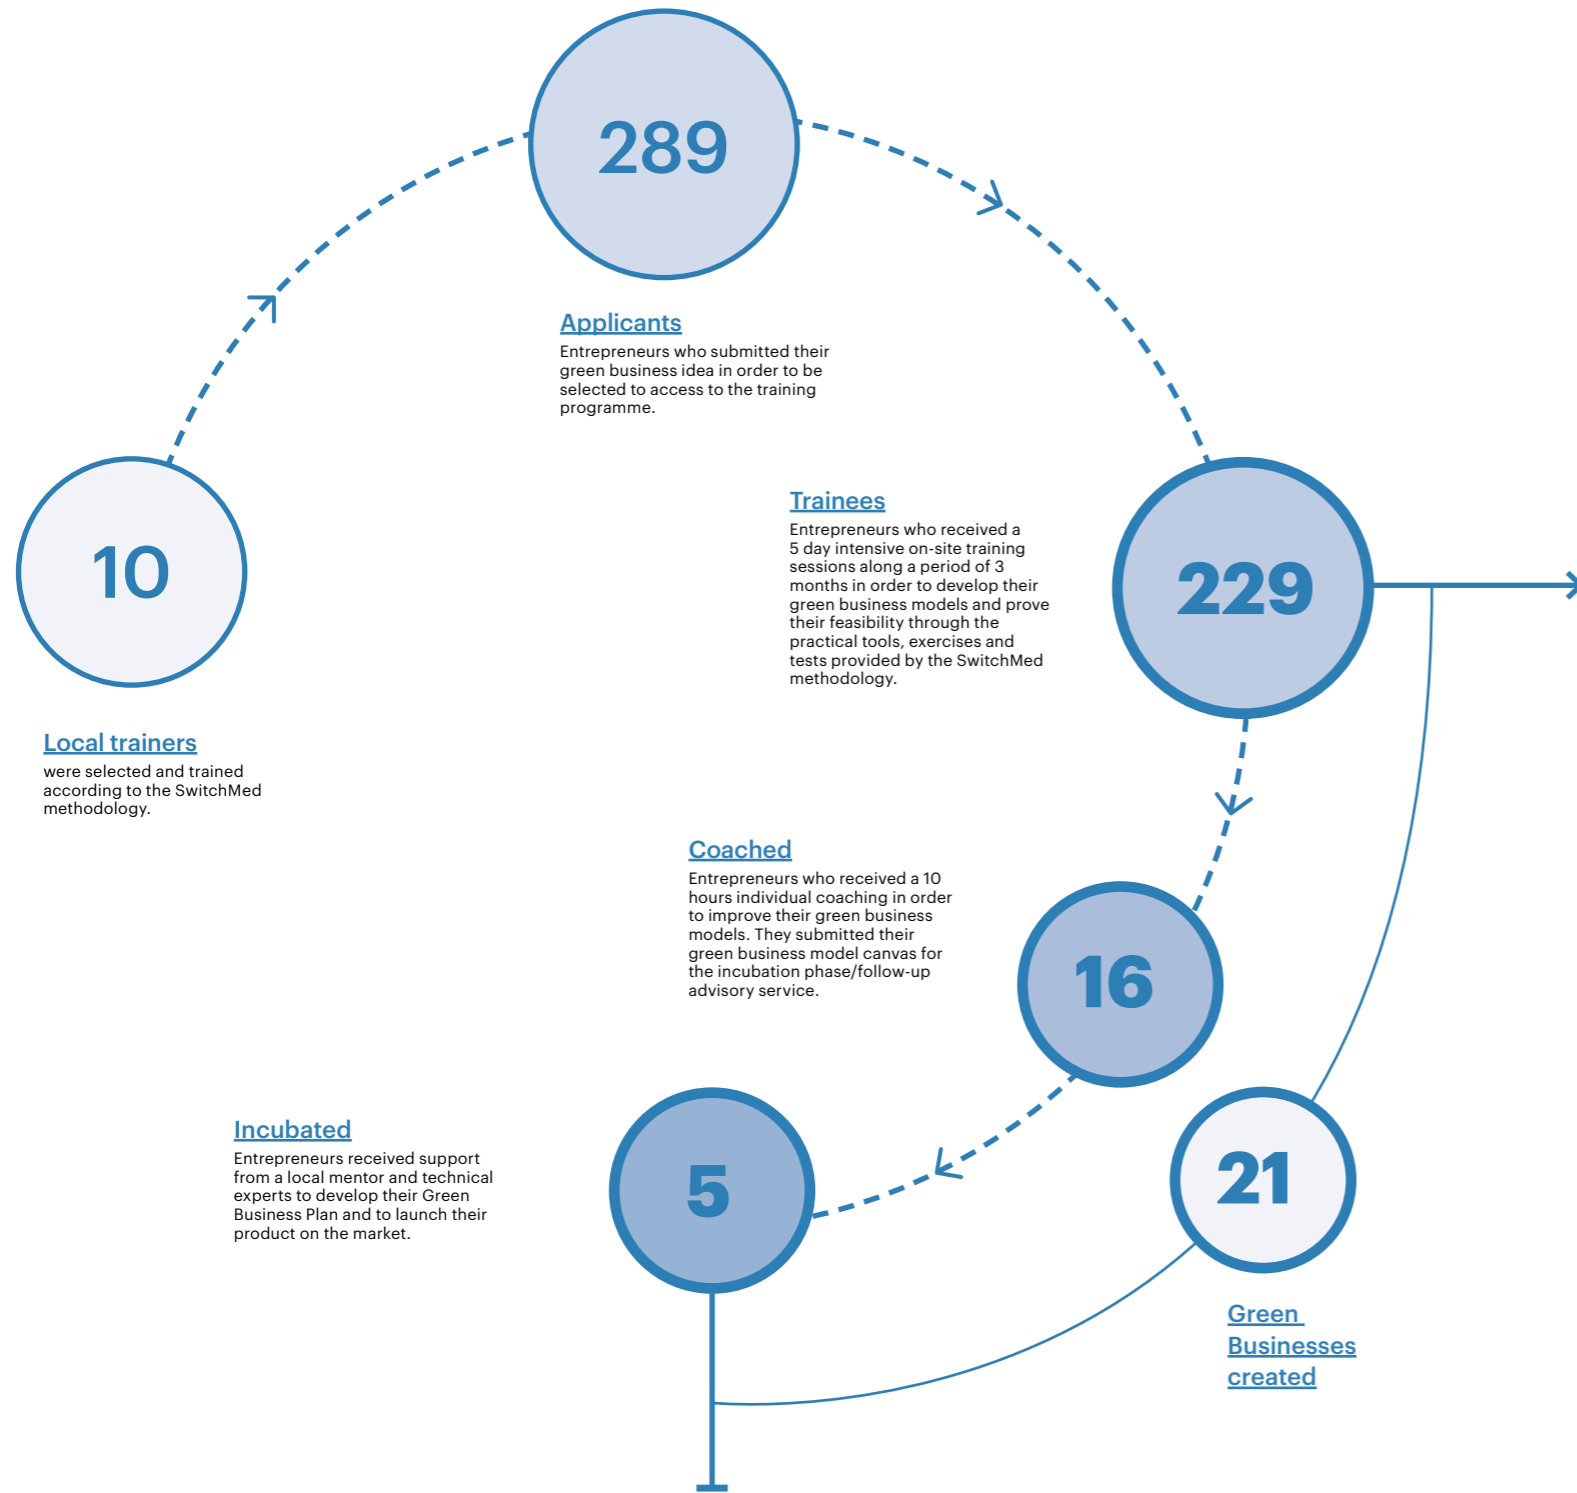 289
Applicants
Entrepreneurs who submitted their
green business idea in order to be
selected to access to the training
programme.
10
Local trainers
were selected and trained
according to the SwitchMed
methodology.
Trainees
Entrepreneurs who received a
5 day intensive on-site training
sessions along a period of 3
months in order to develop their
green business models and prove
their feasibility through the
practical tools, exercises and
tests provided by the SwitchMed
methodology.
229
Coached
Entrepreneurs who received a 10
hours individual coaching in order
to improve their green business
models. They submitted their
green business model canvas for
the incubation phase/follow-up
advisory service.
16
Incubated
Entrepreneurs received support
from a local mentor and technical
experts to develop their Green
Business Plan and to launch their
product on the market.
5
21
Green
Businesses
created